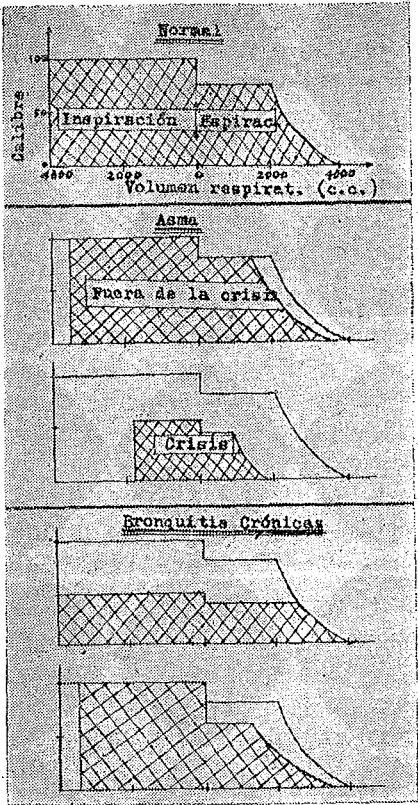 Normal
Calibre
100
50
0
Inspiración
Espirac.
4000 2000 0 2000 4000
Volumen respirat. (c.c.)
Asma
Fuera de la crisis
Crisis
Bronquitis Crónicas